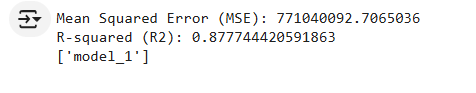 Mean Squared Error (MSE): 771040092.7065036
R-squared (R2): 0.877744420591863
['model_1']